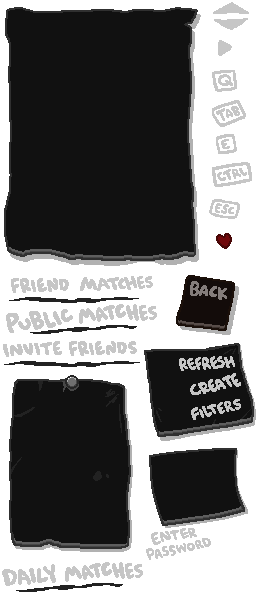 Q
TAB
E
CTRL
ESC
FRIEND MATCHES
PUBLIC MATCHES
INVITE FRIENDS
BACK
REFRESH
CREATE
FILTERS
ENTER
PASSWORD
DAILY MATCHES